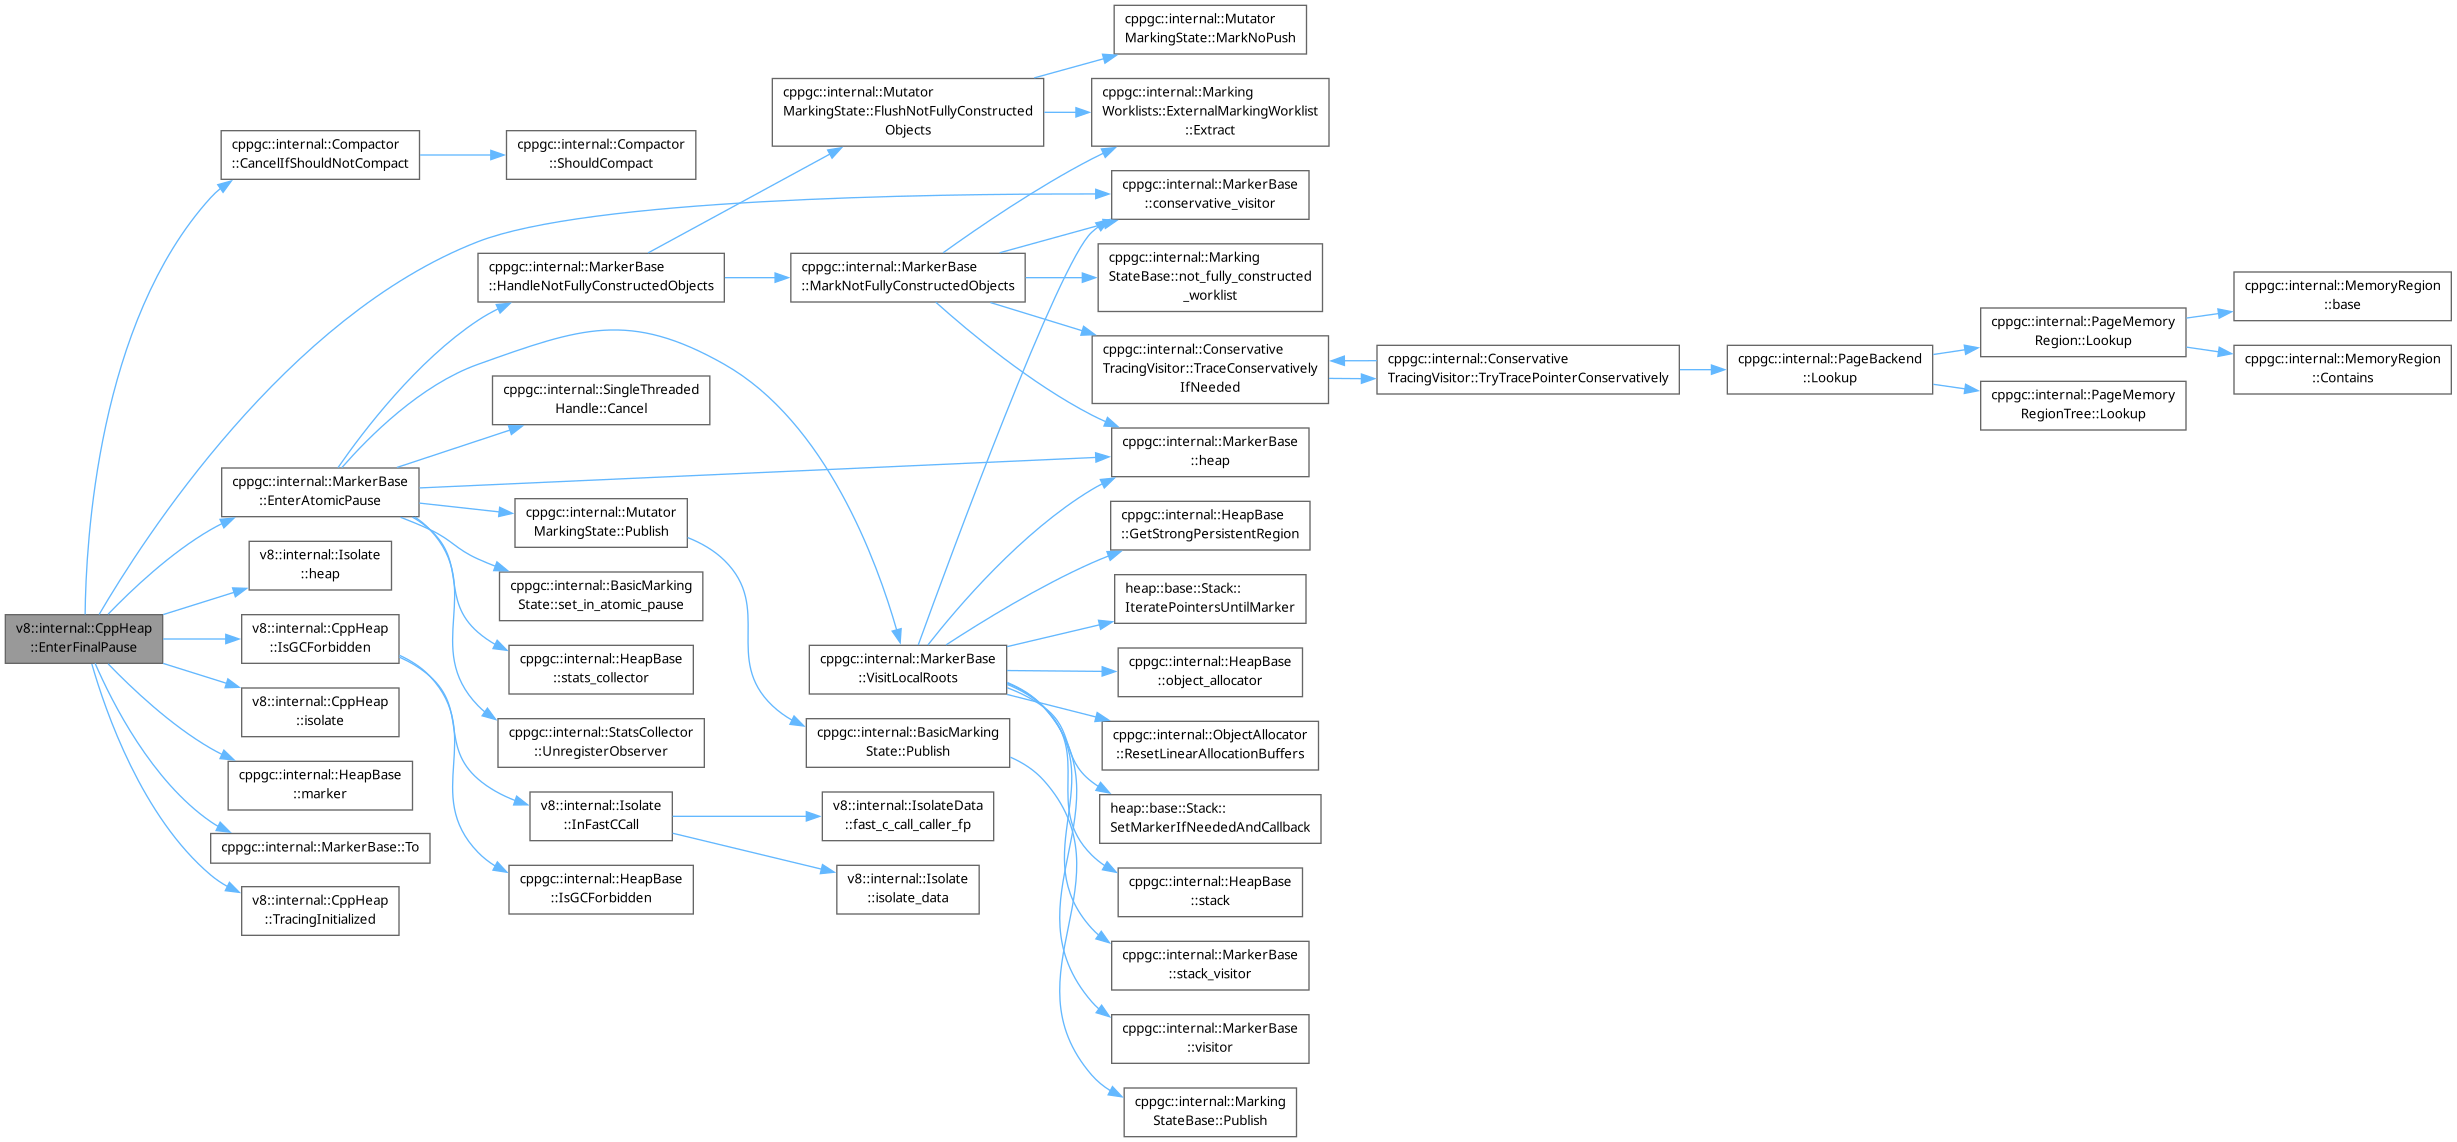 v8::internal::CppHeap
::EnterFinalPause
cppgc::internal::Compactor
::CancelIfShouldNotCompact
cppgc::internal::Compactor
::ShouldCompact
cppgc::internal::MarkerBase
::EnterAtomicPause
v8::internal::Isolate
::heap
v8::internal::CppHeap
::IsGCForbidden
v8::internal::CppHeap
::isolate
cppgc::internal::HeapBase
::marker
cppgc::internal::MarkerBase::To
v8::internal::CppHeap
::TracingInitialized
cppgc::internal::MarkerBase
::HandleNotFullyConstructedObjects
cppgc::internal::SingleThreaded
Handle::Cancel
cppgc::internal::Mutator
MarkingState::Publish
cppgc::internal::BasicMarking
State::set_in_atomic_pause
cppgc::internal::HeapBase
::stats_collector
cppgc::internal::StatsCollector
::UnregisterObserver
v8::internal::Isolate
::InFastCCall
cppgc::internal::HeapBase
::IsGCForbidden
cppgc::internal::Mutator
MarkingState::FlushNotFullyConstructed
Objects
cppgc::internal::MarkerBase
::MarkNotFullyConstructedObjects
cppgc::internal::MarkerBase
::VisitLocalRoots
cppgc::internal::BasicMarking
State::Publish
v8::internal::IsolateData
::fast_c_call_caller_fp
v8::internal::Isolate
::isolate_data
cppgc::internal::Mutator
MarkingState::MarkNoPush
cppgc::internal::Marking
Worklists::ExternalMarkingWorklist
::Extract
cppgc::internal::MarkerBase
::conservative_visitor
cppgc::internal::Marking
StateBase::not_fully_constructed
_worklist
cppgc::internal::Conservative
TracingVisitor::TraceConservatively
IfNeeded
cppgc::internal::MarkerBase
::heap
cppgc::internal::HeapBase
::GetStrongPersistentRegion
heap::base::Stack::
IteratePointersUntilMarker
cppgc::internal::HeapBase
::object_allocator
cppgc::internal::ObjectAllocator
::ResetLinearAllocationBuffers
heap::base::Stack::
SetMarkerIfNeededAndCallback
cppgc::internal::HeapBase
::stack
cppgc::internal::MarkerBase
::stack_visitor
cppgc::internal::MarkerBase
::visitor
cppgc::internal::Marking
StateBase::Publish
cppgc::internal::Conservative
TracingVisitor::TryTracePointerConservatively
cppgc::internal::PageBackend
::Lookup
cppgc::internal::PageMemory
Region::Lookup
cppgc::internal::PageMemory
RegionTree::Lookup
cppgc::internal::MemoryRegion
::base
cppgc::internal::MemoryRegion
::Contains